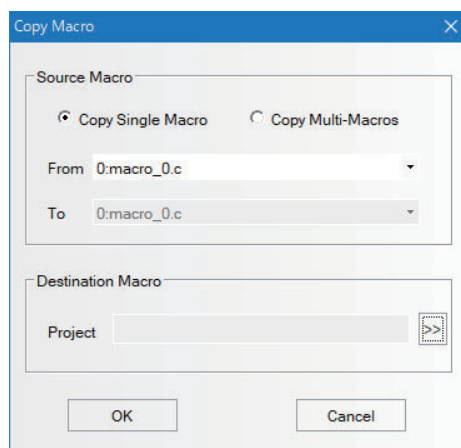 Copy Macro
Source Macro
Copy Single Macro Copy Multi-Macros
From 0:macro_0.c
To 0:macro_0.c
Destination Macro
Project >>
OK Cancel